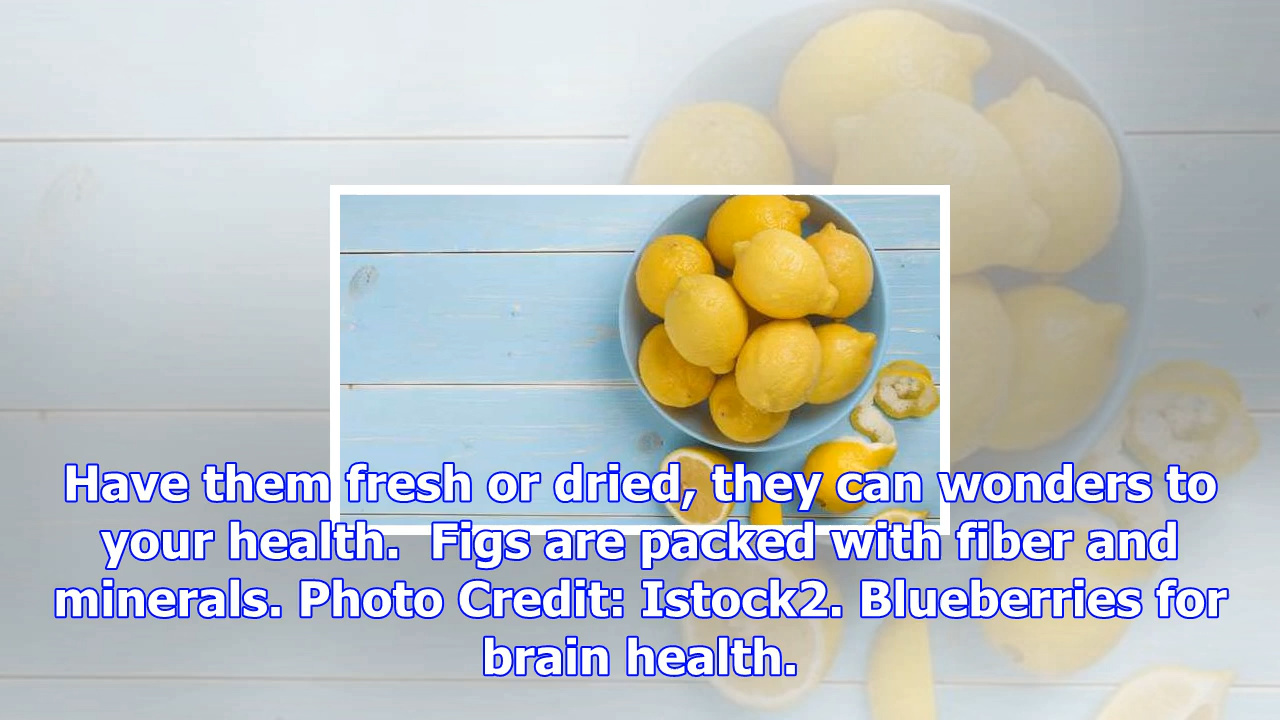 Have them fresh or dried, they can wonders to
your health.  Figs are packed with fiber and
minerals. Photo Credit: Istock2. Blueberries for
brain health.